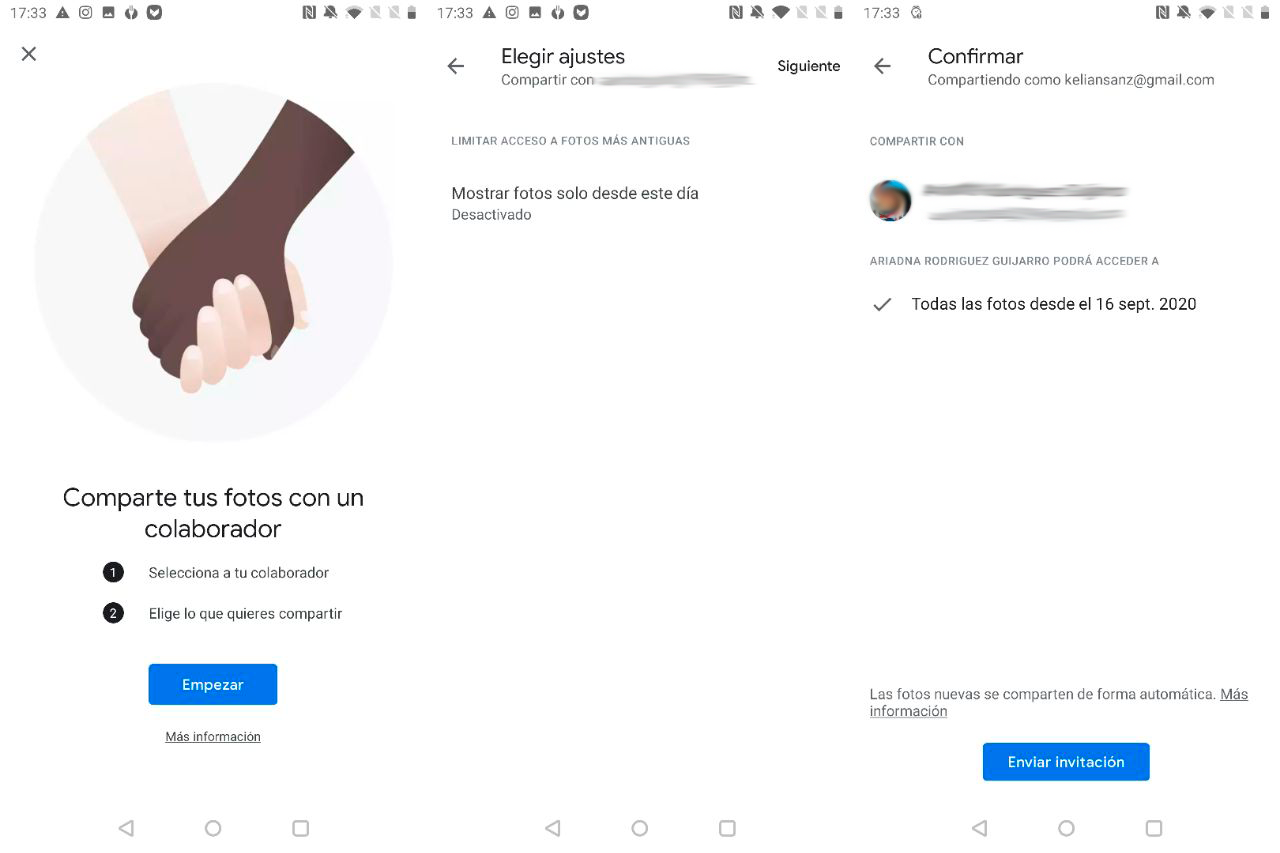 17:33
Comparte tus fotos con un
colaborador
1 Selecciona a tu colaborador
2 Elige lo que quieres compartir
Empezar
Más información
17:33
Elegir ajustes
Compartir con
Siguiente
LIMITAR ACCESO A FOTOS MÁS ANTIGUAS
Mostrar fotos solo desde este día
Desactivado
17:33
Confirmar
Compartiendo como keliansanz@gmail.com
COMPARTIR CON
ARIADNA RODRIGUEZ GUIJARRO PODRÁ ACCEDER A
Todas las fotos desde el 16 sept. 2020
Las fotos nuevas se comparten de forma automática. Más
información
Enviar invitación